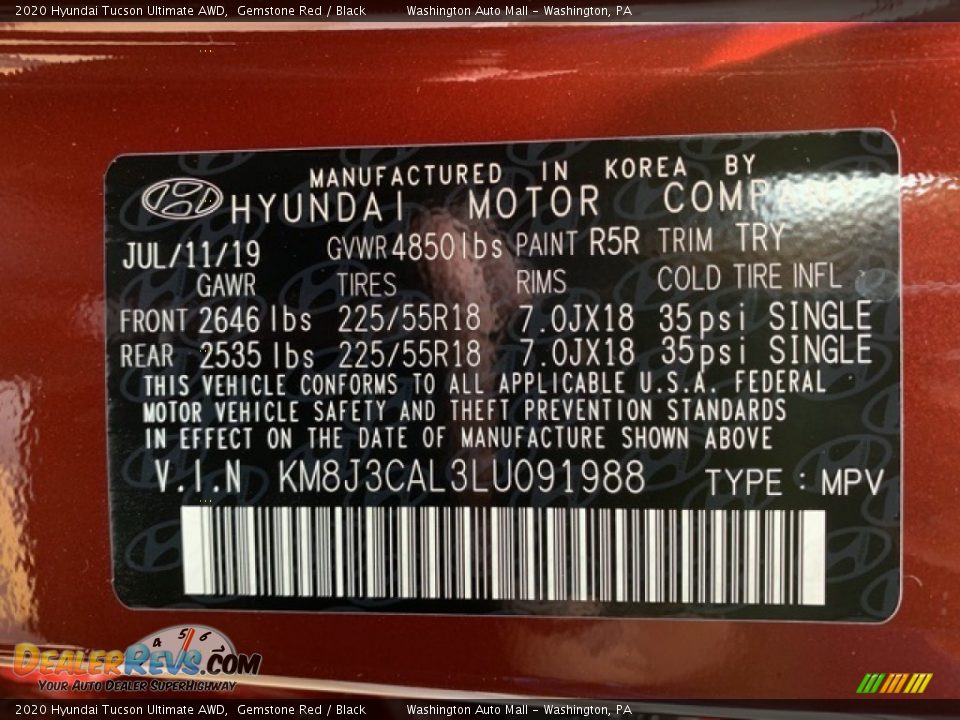 2020 Hyundai Tucson Ultimate AWD, Gemstone Red / Black Washington Auto Mall - Washington, PA
MANUFACTURED IN KOREA BY
HYUNDAI MOTOR COMPANY
JUL/11/19 GVWR 4850lbs PAINT R5R TRIM TRY
GAWR TIRES RIMS COLD TIRE INFL
FRONT 2646 lbs 225/55R18 7.0JX18 35psi SINGLE
REAR 2535 lbs 225/55R18 7.0JX18 35psi SINGLE
THIS VEHICLE CONFORMS TO ALL APPLICABLE U.S.A. FEDERAL
MOTOR VEHICLE SAFETY AND THEFT PREVENTION STANDARDS
IN EFFECT ON THE DATE OF MANUFACTURE SHOWN ABOVE
V.I.N KM8J3CAL3LU091988 TYPE : MPV
4 5 6
DEALERREVS.COM
YOUR AUTO DEALER SUPERHIGHWAY
2020 Hyundai Tucson Ultimate AWD, Gemstone Red / Black Washington Auto Mall - Washington, PA